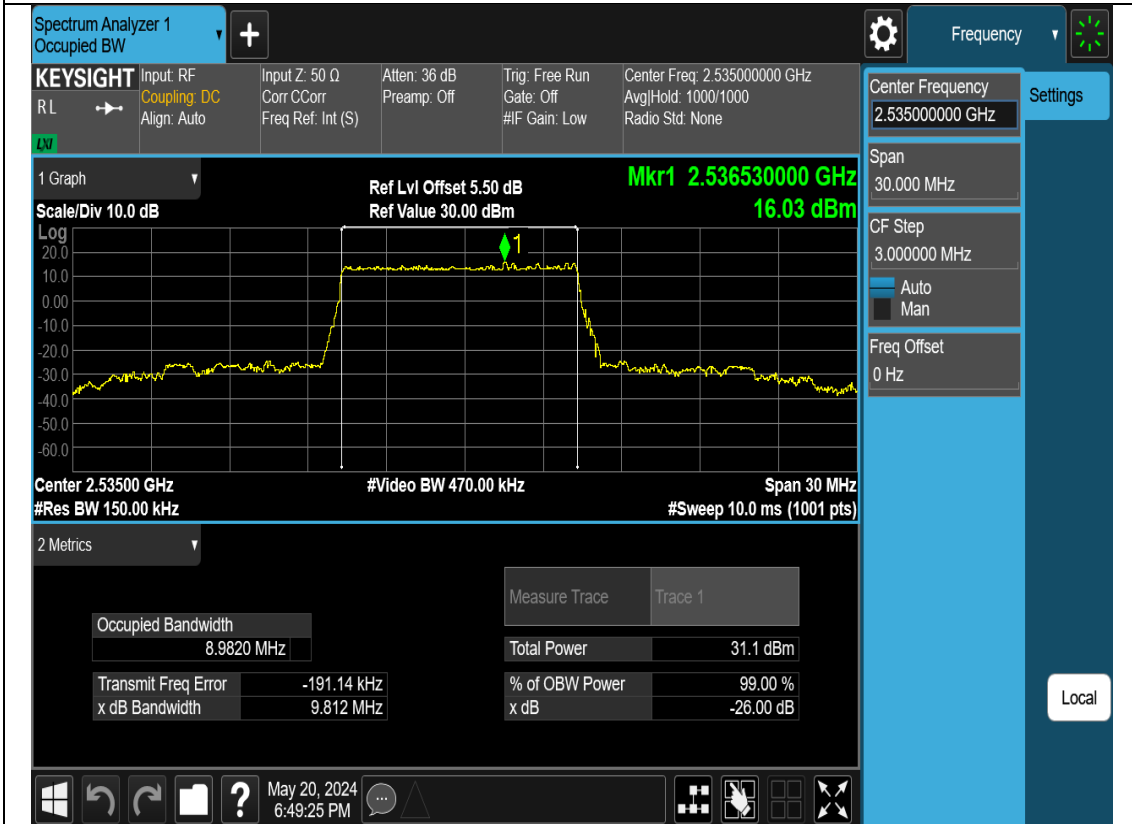 Spectrum Analyzer 1
Occupied BW
Frequency
KEYSIGHT
RL
LXI
Input: RF
Coupling: DC
Align: Auto
Input Z: 50 Ω
Corr CCorr
Freq Ref: Int (S)
Atten: 36 dB
Preamp: Off
Trig: Free Run
Gate: Off
#IF Gain: Low
Center Freq: 2.535000000 GHz
Avg|Hold: 1000/1000
Radio Std: None
Center Frequency
2.535000000 GHz
Settings
Span
30.000 MHz
CF Step
3.000000 MHz
Auto
Man
Freq Offset
0 Hz
Local
1 Graph
Scale/Div 10.0 dB
Ref Lvl Offset 5.50 dB
Ref Value 30.00 dBm
Mkr1 2.536530000 GHz
16.03 dBm
Log
20.0
10.0
0.00
-10.0
-20.0
-30.0
-40.0
-50.0
-60.0
1
Center 2.53500 GHz
#Res BW 150.00 kHz
#Video BW 470.00 kHz
Span 30 MHz
#Sweep 10.0 ms (1001 pts)
2 Metrics
Measure Trace Trace 1
Occupied Bandwidth
8.9820 MHz
Total Power 31.1 dBm
Transmit Freq Error -191.14 kHz
% of OBW Power 99.00 %
x dB Bandwidth 9.812 MHz
x dB -26.00 dB
?
May 20, 2024
6:49:25 PM